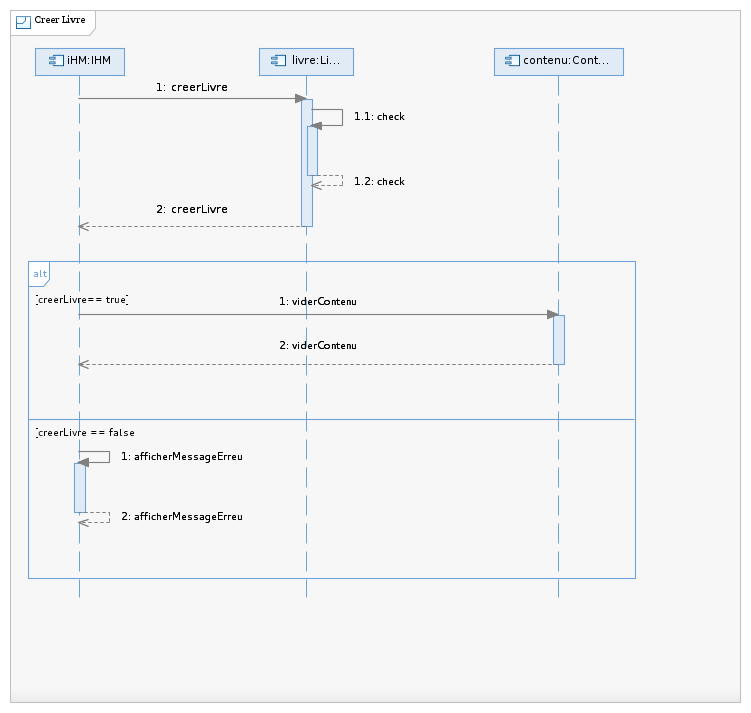 Creer Livre
iHM:IHM
livre:Li...
contenu:Cont...
1: creerLivre
1.1: check
1.2: check
2: creerLivre
alt
[creerLivre== true]
1: viderContenu
2: viderContenu
[creerLivre == false
1: afficherMessageErreu
2: afficherMessageErreu